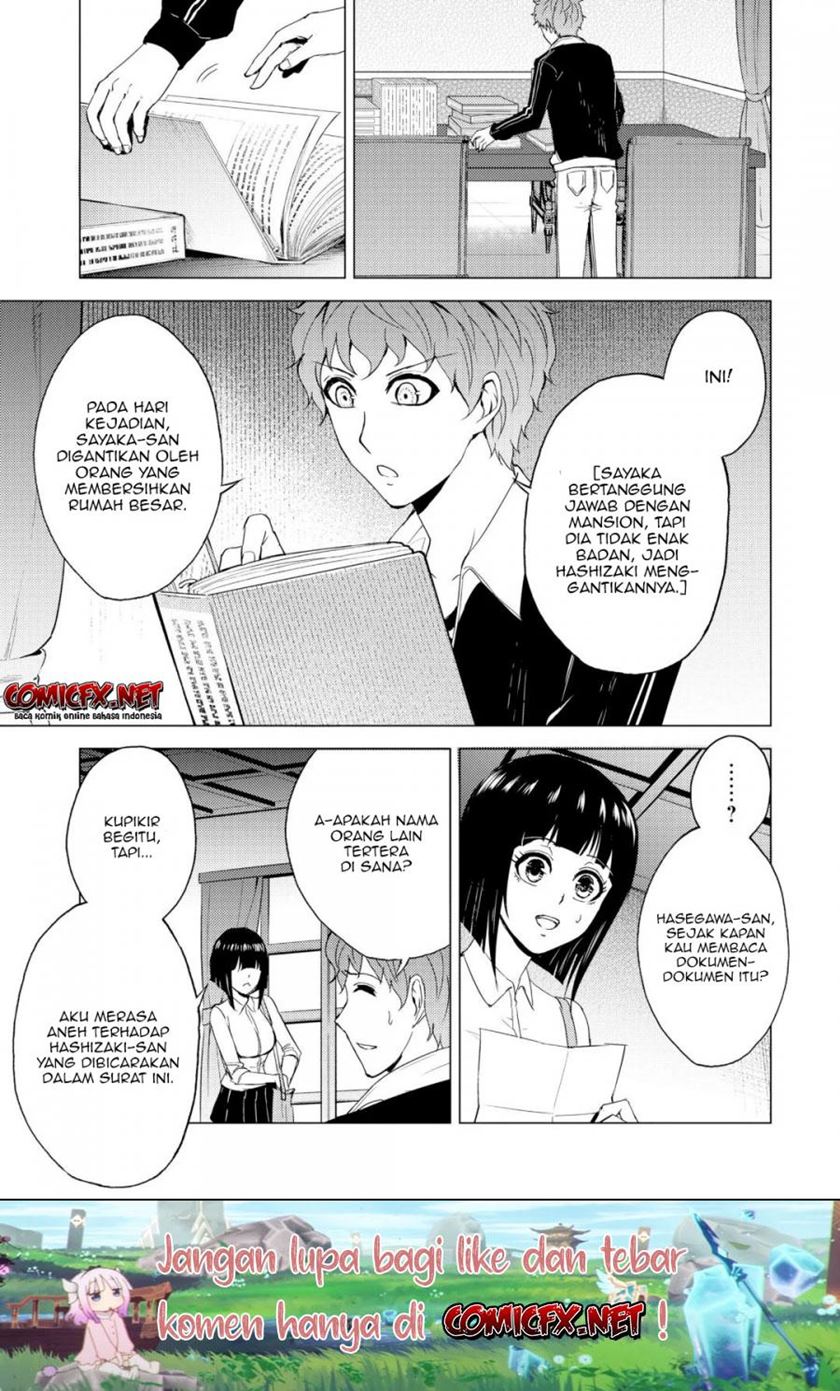 INI!
[SAYAKA
BERTANGGUNG
JAWAB DENGAN
MANSION, TAPI
DIA TIDAK ENAK
BADAN, JADI
HASHIZAKI MENG-
GANTIKANNYA.]
PADA HARI
KEJADIAN,
SAYAKA-SAN
DIGANTIKAN OLEH
ORANG YANG
MEMBERSIHKAN
RUMAH BESAR.
COMICFX.NET
Baca komik online Bahasa Indonesia
......?
HASEGAWA-SAN,
SEJAK KAPAN
KAU MEMBACA
DOKUMEN-
DOKUMEN ITU?
A-APAKAH NAMA
ORANG LAIN
TERTERA
DI SANA?
KUPIKIR
BEGITU,
TAPI...
AKU MERASA
ANEH TERHADAP
HASHIZAKI-SAN
YANG DIBICARAKAN
DALAM SURAT INI.
Jangan lupa bagi like dan tebar
komen hanya di COMICFX.NET !